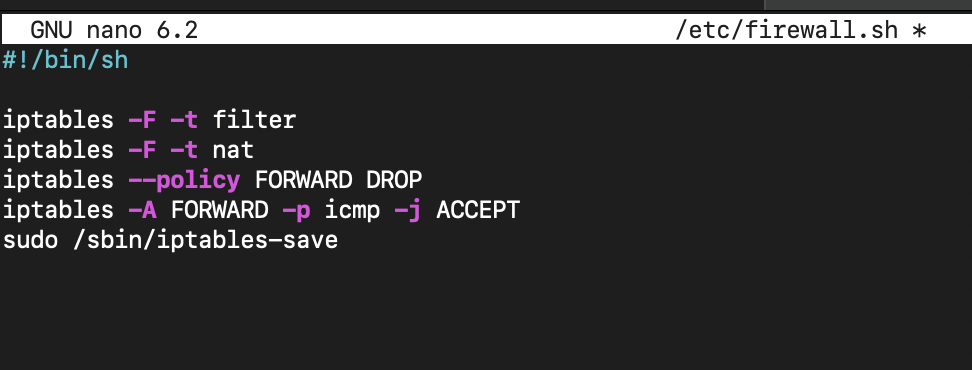 GNU nano 6.2 /etc/firewall.sh *
#!/bin/sh
iptables -F -t filter
iptables -F -t nat
iptables --policy FORWARD DROP
iptables -A FORWARD -p icmp -j ACCEPT
sudo /sbin/iptables-save